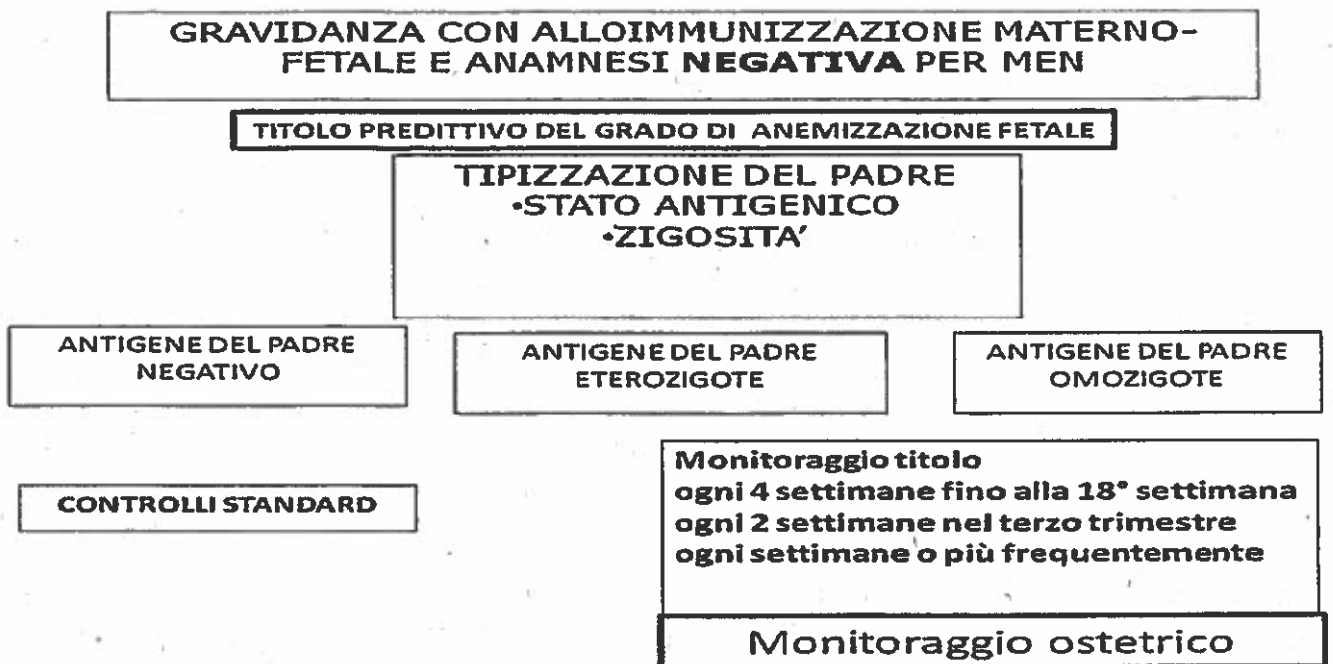 GRAVIDANZA CON ALLOIMMUNIZZAZIONE MATERNO-
FETALE E ANAMNESI NEGATIVA PER MEN
TITOLO PREDITTIVO DEL GRADO DI ANEMIZZAZIONE FETALE
TIPIZZAZIONE DEL PADRE
•STATO ANTIGENICO
•ZIGOSITA’
ANTIGENE DEL PADRE
NEGATIVO
ANTIGENE DEL PADRE
ETEROZIGOTE
ANTIGENE DEL PADRE
OMOZIGOTE
CONTROLLI STANDARD
Monitoraggio titolo
ogni 4 settimane fino alla 18° settimana
ogni 2 settimane nel terzo trimestre
ogni settimane o più frequentemente
Monitoraggio ostetrico